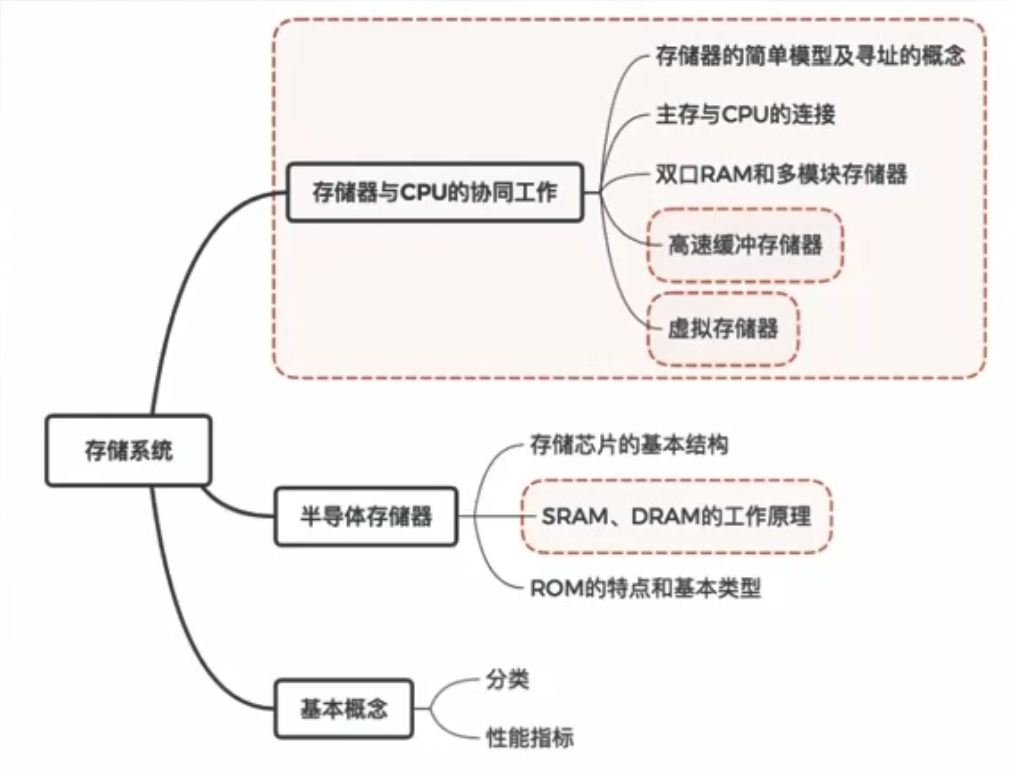 存储器的简单模型及寻址的概念
主存与CPU的连接
双口RAM和多模块存储器
存储器与CPU的协同工作
高速缓冲存储器
虚拟存储器
存储系统
存储芯片的基本结构
半导体存储器
SRAM、DRAM的工作原理
ROM的特点和基本类型
分类
基本概念
性能指标